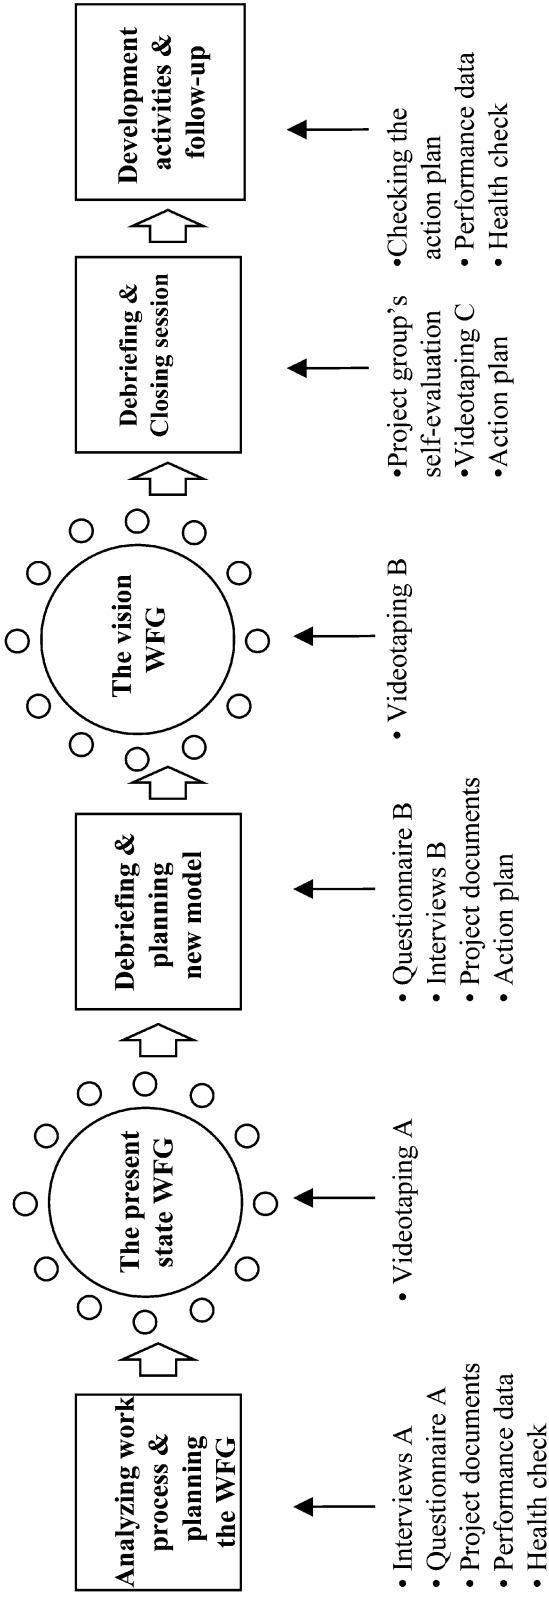 Analyzing work
process &
planning
the WFG
The present
state WFG
Debriefing &
planning
new model
The vision
WFG
Debriefing &
Closing session
Development
activities &
follow-up
• Interviews A
• Questionnaire A
• Project documents
• Performance data
• Health check
• Videotaping A
• Questionnaire B
• Interviews B
• Project documents
• Action plan
• Videotaping B
•Project group’s
self-evaluation
•Videotaping C
•Action plan
•Checking the
action plan
• Performance data
• Health check